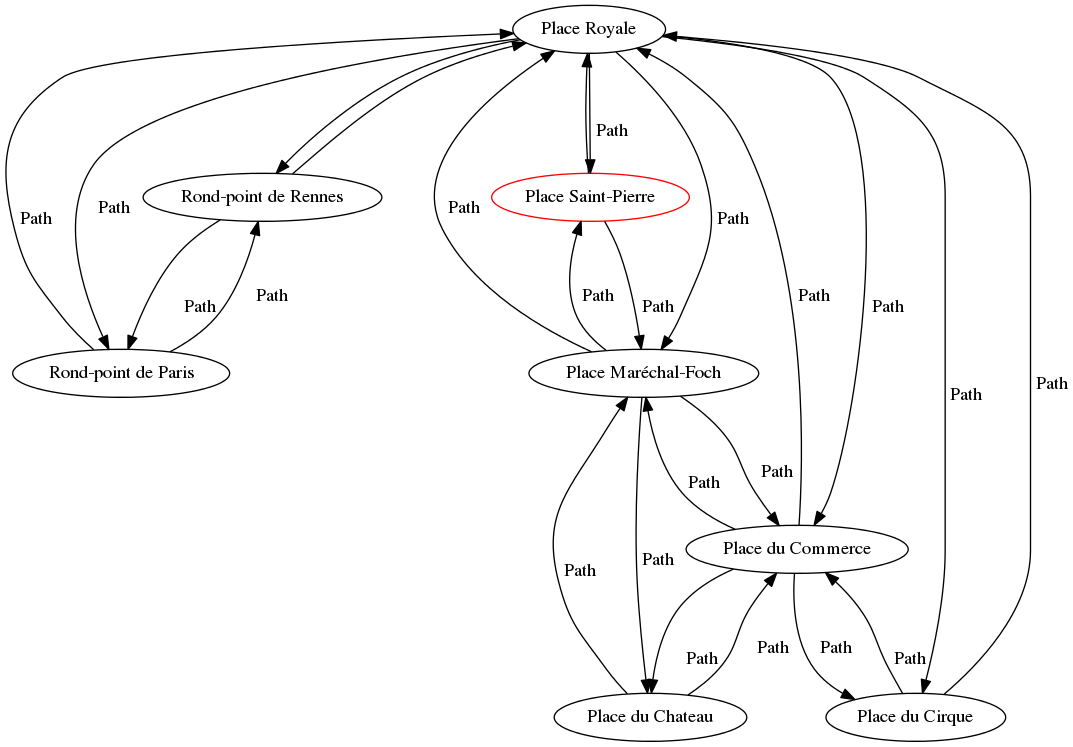 Place Royale
Path
Rond-point de Rennes
Place Saint-Pierre
Path
Path
Path
Path
Path
Path
Path
Path
Path
Path
Path
Rond-point de Paris
Place Maréchal-Foch
Path
Path
Path
Path
Place du Commerce
Path
Path
Path
Path
Path
Path
Place du Chateau
Place du Cirque